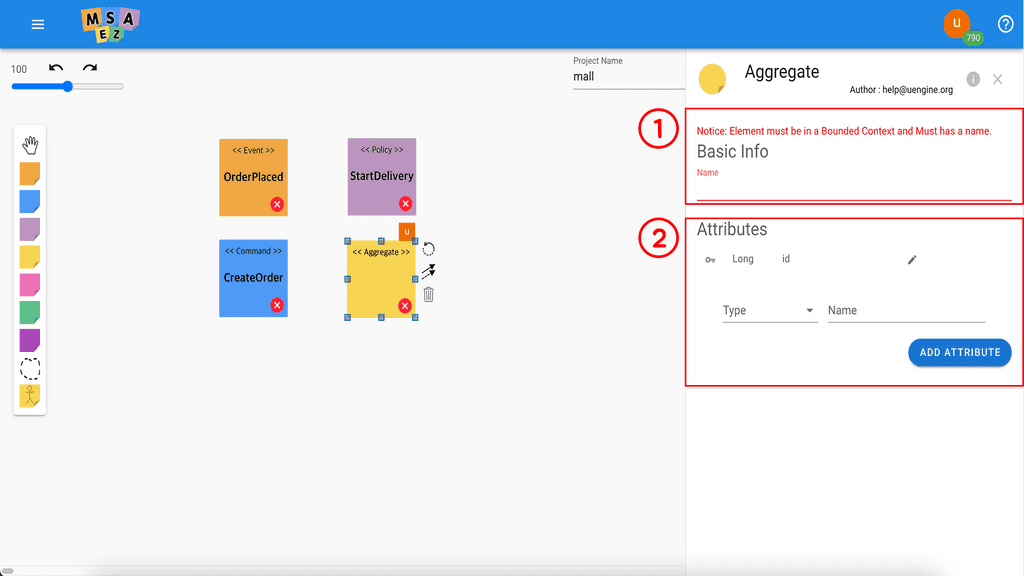 MSA
EZ
u
790
?
100
Project Name
mall
Aggregate
i
Author : help@uengine.org
1
Notice: Element must be in a Bounded Context and Must has a name.
Basic Info
Name
<< Event >>
OrderPlaced
<< Policy >>
StartDelivery
2
Attributes
Long id
Type Name
ADD ATTRIBUTE
u
<< Command >>
CreateOrder
<< Aggregate >>